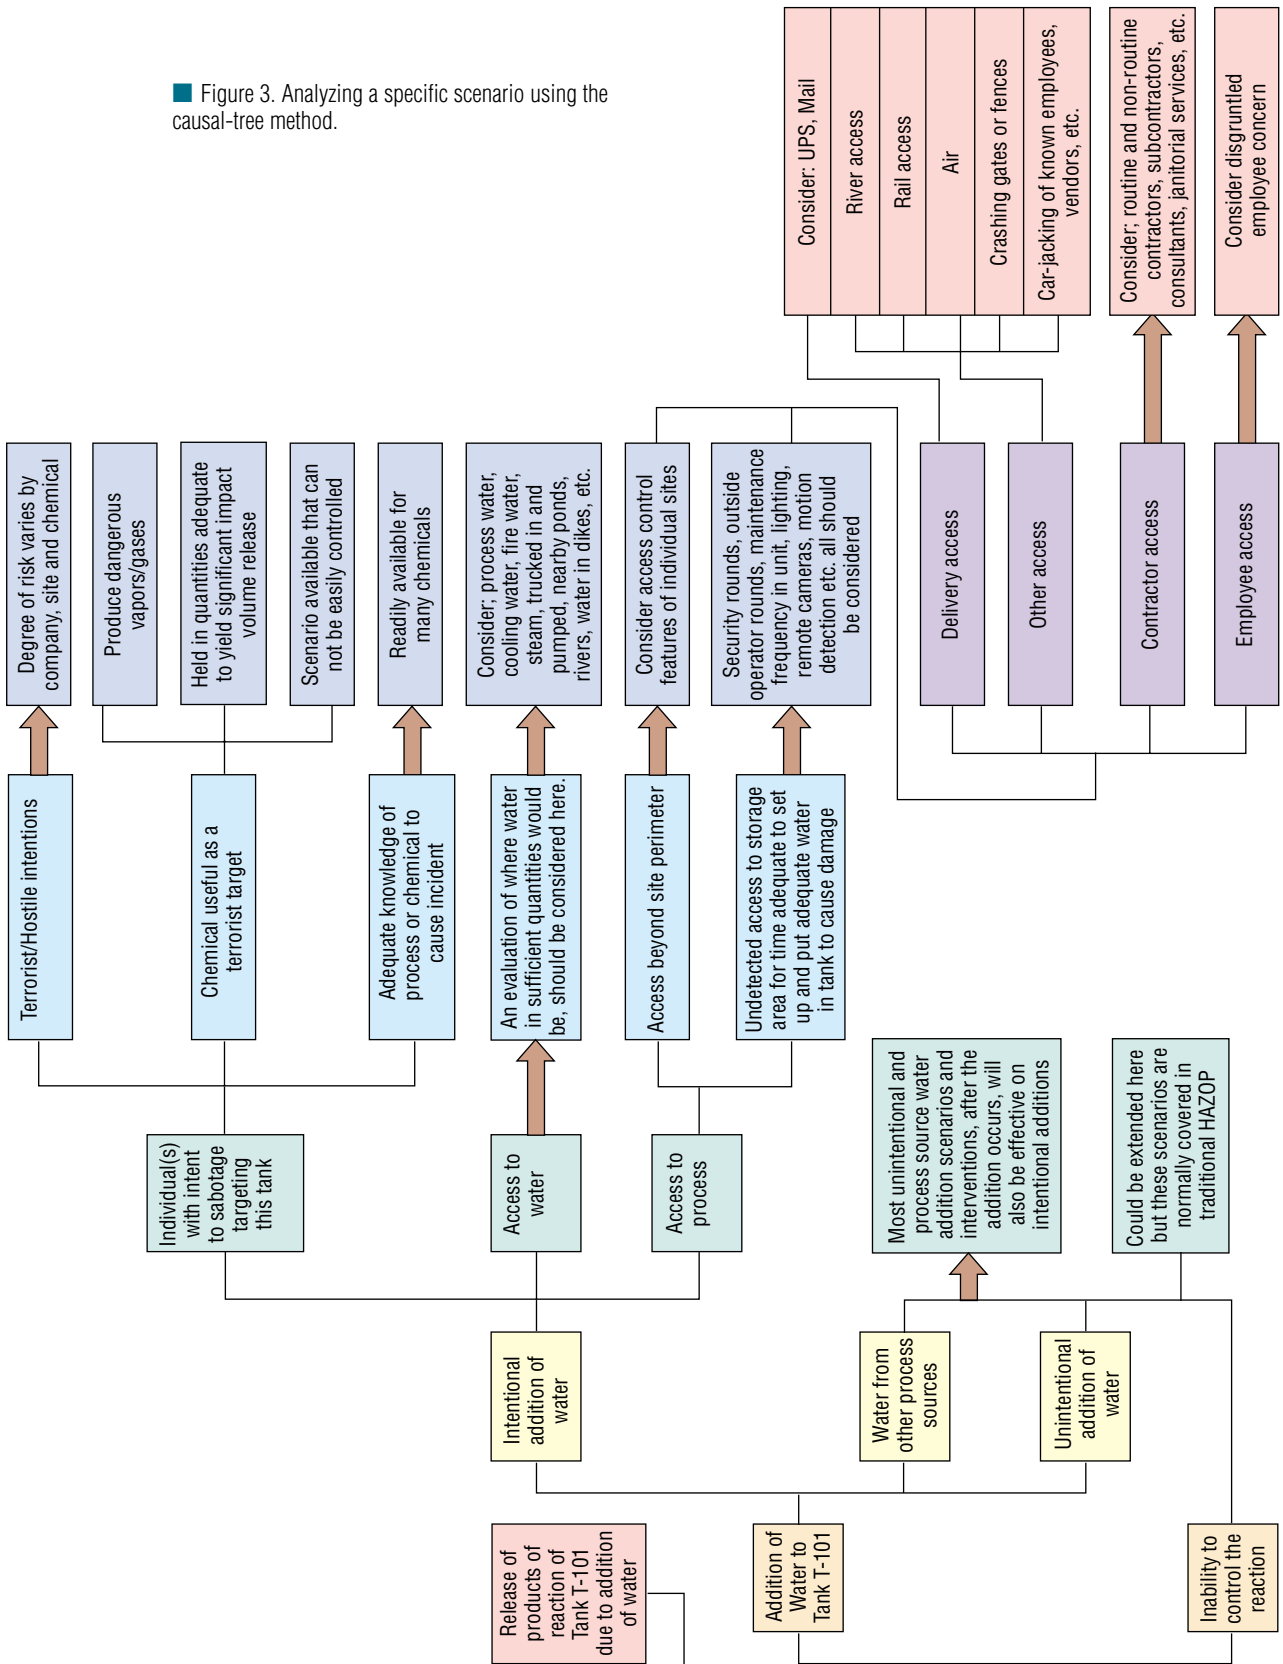 ■ Figure 3. Analyzing a specific scenario using the
causal-tree method.
Release of
products of
reaction of
Tank T-101
due to addition
of water
Addition of
Water to
Tank T-101
Inability to
control the
reaction
Intentional
addition of
water
Water from
other process
sources
Unintentional
addition of
water
Individual(s)
with intent
to sabotage
targeting
this tank
Access to
water
Access to
process
Most unintentional and
process source water
addition scenarios and
interventions, after the
addition occurs, will
also be effective on
intentional additions
Could be extended here
but these scenarios are
normally covered in
traditional HAZOP
Terrorist/Hostile intentions
Chemical useful as a
terrorist target
Adequate knowledge of
process or chemical to
cause incident
An evaluation of where water
in sufficient quantities would
be, should be considered here.
Access beyond site perimeter
Undetected access to storage
area for time adequate to set
up and put adequate water
in tank to cause damage
Degree of risk varies by
company, site and chemical
Produce dangerous
vapors/gases
Held in quantities adequate
to yield significant impact
volume release
Scenario available that can
not be easily controlled
Readily available for
many chemicals
Consider; process water,
cooling water, fire water,
steam, trucked in and
pumped, nearby ponds,
rivers, water in dikes, etc.
Consider access control
features of individual sites
Security rounds, outside
operator rounds, maintenance
frequency in unit, lighting,
remote cameras, motion
detection etc. all should
be considered
Delivery access
Other access
Contractor access
Employee access
Consider: UPS, Mail
River access
Rail access
Air
Crashing gates or fences
Car-jacking of known employees,
vendors, etc.
Consider; routine and non-routine
contractors, subcontractors,
consultants, janitorial services, etc.
Consider disgruntled
employee concern